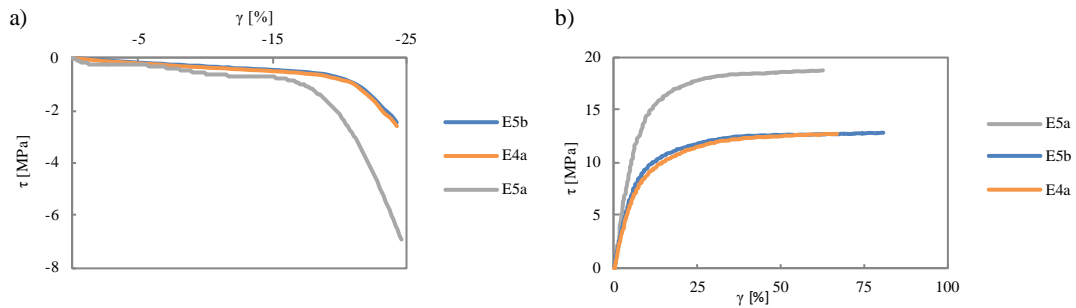 a)
γ [%]
-5 -15 -25
0
-2
-4
-6
-8
τ [MPa]
E5b
E4a
E5a
b)
20
15
10
5
0
τ [MPa]
0 25 50 75 100
γ [%]
E5a
E5b
E4a